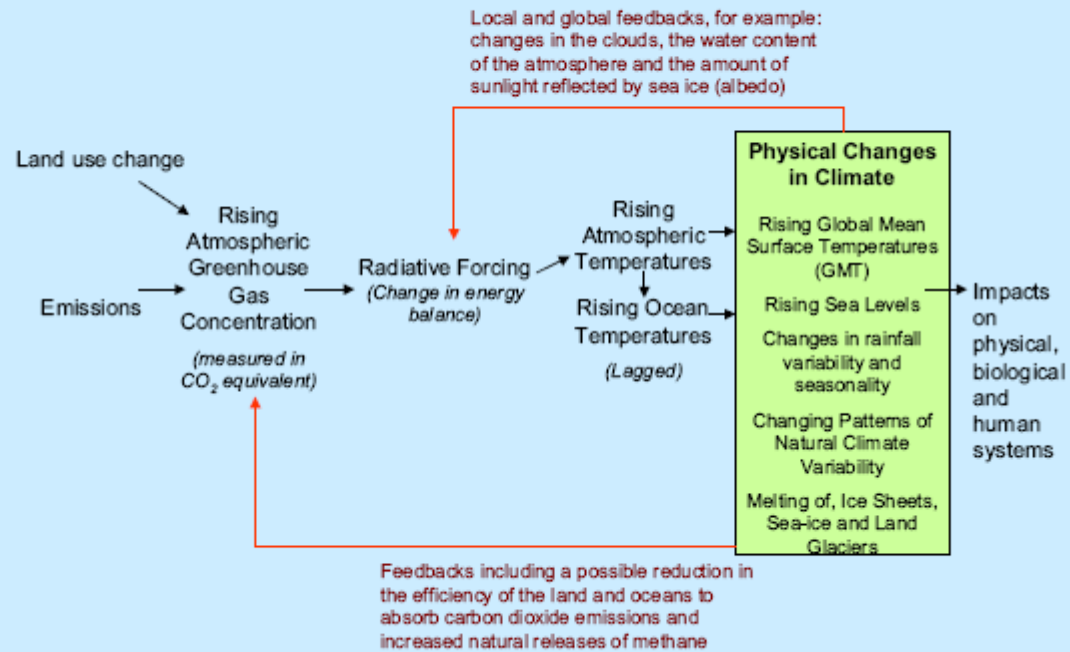 Local and global feedbacks, for example:
changes in the clouds, the water content
of the atmosphere and the amount of
sunlight reflected by sea ice (albedo)
Land use change
Emissions
Rising
Atmospheric
Greenhouse
Gas
Concentration
(measured in
CO₂ equivalent)
Radiative Forcing
(Change in energy
balance)
Rising
Atmospheric
Temperatures
Rising Ocean
Temperatures
(Lagged)
Physical Changes
in Climate
Rising Global Mean
Surface Temperatures
(GMT)
Rising Sea Levels
Changes in rainfall
variability and
seasonality
Changing Patterns of
Natural Climate
Variability
Melting of, Ice Sheets,
Sea-ice and Land
Glaciers
Impacts
on
physical,
biological
and
human
systems
Feedbacks including a possible reduction in
the efficiency of the land and oceans to
absorb carbon dioxide emissions and
increased natural releases of methane